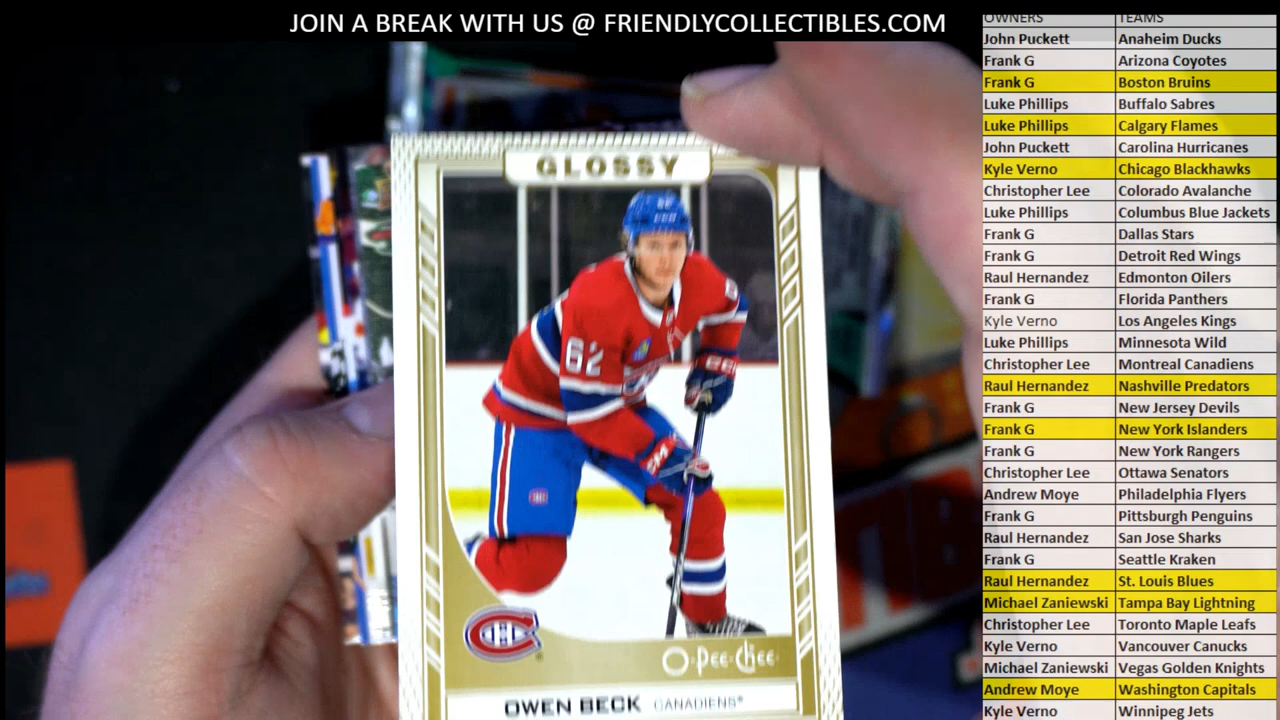 JOIN A BREAK WITH US @ FRIENDLYCOLLECTIBLES.COM
GLOSSY
62
CCM
O-Pee-Chee
OWEN BECK CANADIENS
OWNERS TEAMS
John Puckett Anaheim Ducks
Frank G Arizona Coyotes
Frank G Boston Bruins
Luke Phillips Buffalo Sabres
Luke Phillips Calgary Flames
John Puckett Carolina Hurricanes
Kyle Verno Chicago Blackhawks
Christopher Lee Colorado Avalanche
Luke Phillips Columbus Blue Jackets
Frank G Dallas Stars
Frank G Detroit Red Wings
Raul Hernandez Edmonton Oilers
Frank G Florida Panthers
Kyle Verno Los Angeles Kings
Luke Phillips Minnesota Wild
Christopher Lee Montreal Canadiens
Raul Hernandez Nashville Predators
Frank G New Jersey Devils
Frank G New York Islanders
Frank G New York Rangers
Christopher Lee Ottawa Senators
Andrew Moye Philadelphia Flyers
Frank G Pittsburgh Penguins
Raul Hernandez San Jose Sharks
Frank G Seattle Kraken
Raul Hernandez St. Louis Blues
Michael Zaniewski Tampa Bay Lightning
Christopher Lee Toronto Maple Leafs
Kyle Verno Vancouver Canucks
Michael Zaniewski Vegas Golden Knights
Andrew Moye Washington Capitals
Kyle Verno Winnipeg Jets